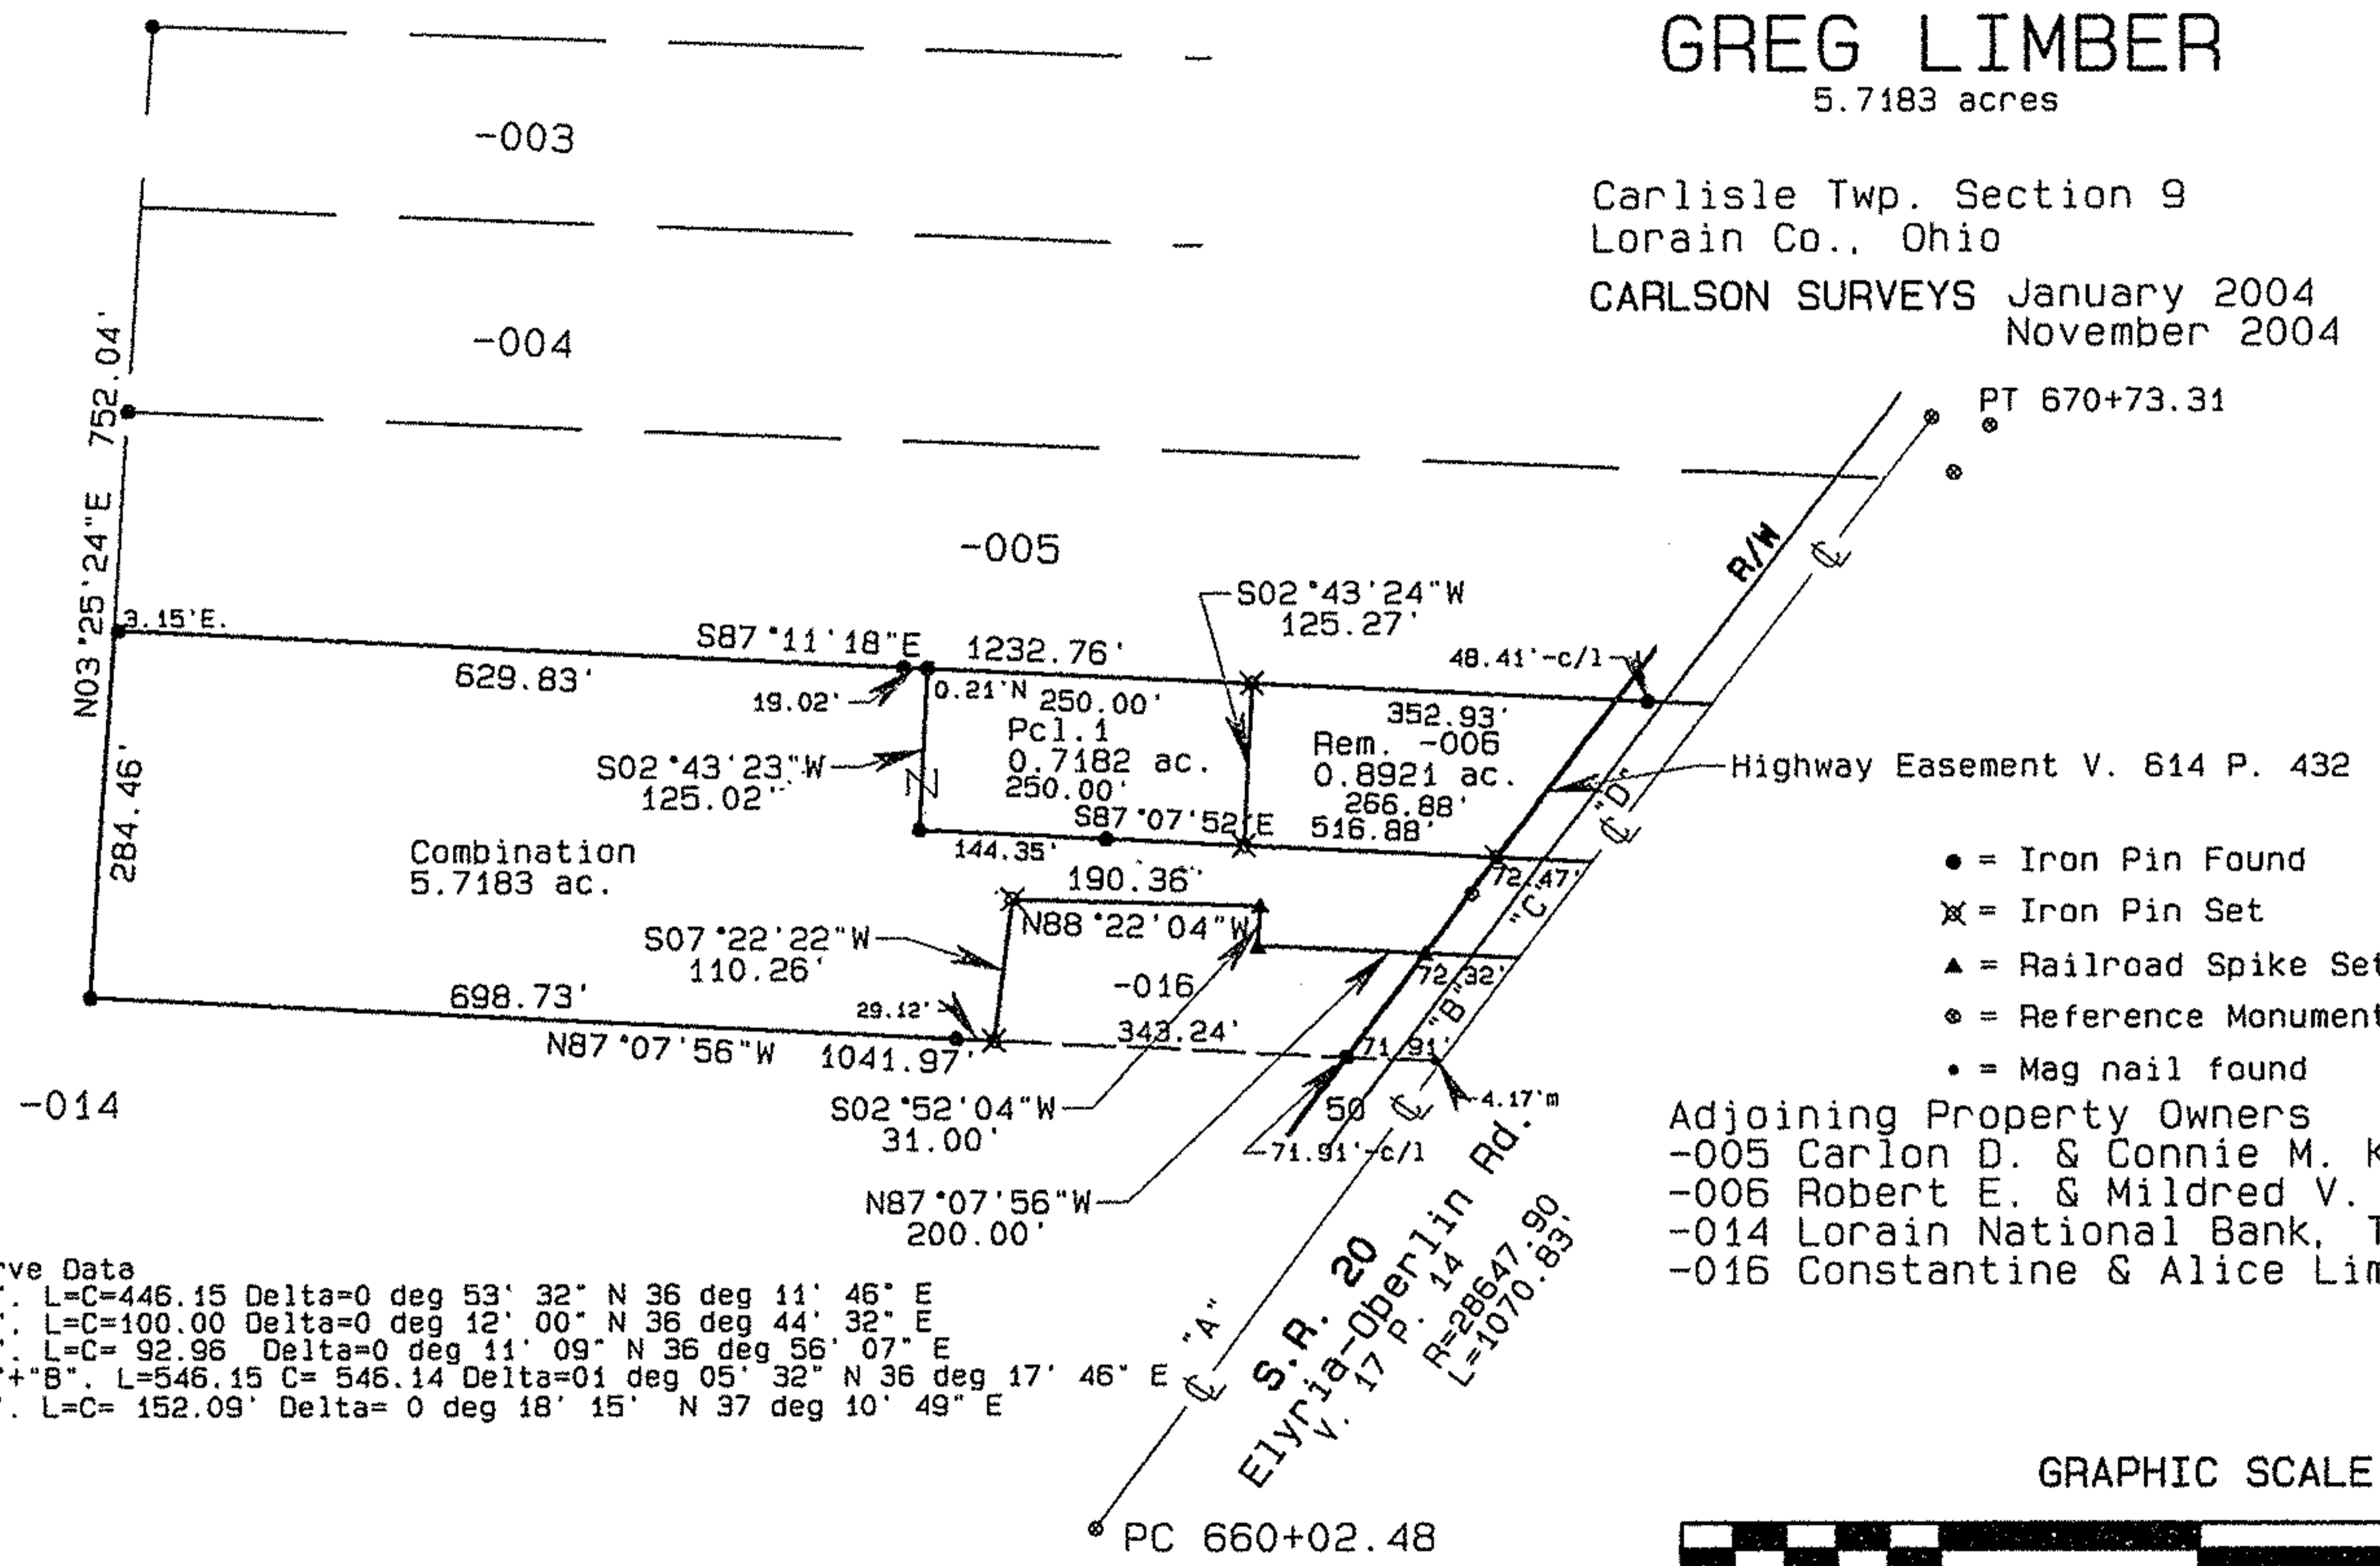 GREG LIMBER
5.7183 acres
Carlisle Twp. Section 9
Lorain Co., Ohio
CARLSON SURVEYS January 2004
November 2004
PT 670+73.31
-003
-004
-005
N03°25'24"E 752.04'
3.15'E.
S87°11'18"E 1232.76'
629.83'
19.02'
0.21'N
250.00'
S02°43'24"W
125.27'
48.41'-c/l
352.93'
R/W
Pcl.1
0.7182 ac.
250.00'
Rem. -006
0.8921 ac.
266.88'
S02°43'23"W
125.02'
S87°07'52"E 516.88'
144.35'
Highway Easement V. 614 P. 432
284.46'
Combination
5.7183 ac.
190.36'
N88°22'04"W
S07°22'22"W
110.26'
-016
72.47'
72.32'
"D"
"C"
"B"
698.73'
29.12'
343.24'
71.91'
N87°07'56"W 1041.97'
-014
S02°52'04"W
31.00'
50
4.17'm
71.91'-c/l
N87°07'56"W
200.00'
● = Iron Pin Found
= Iron Pin Set
▲ = Railroad Spike Set
= Reference Monument
• = Mag nail found
Adjoining Property Owners
-005 Carlon D. & Connie M. K
-006 Robert E. & Mildred V.
-014 Lorain National Bank, T
-016 Constantine & Alice Lim
rve Data
". L=C=446.15 Delta=0 deg 53' 32" N 36 deg 11' 46" E
". L=C=100.00 Delta=0 deg 12' 00" N 36 deg 44' 32" E
". L=C= 92.96 Delta=0 deg 11' 09" N 36 deg 56' 07" E
"+"B". L=546.15 C= 546.14 Delta=01 deg 05' 32" N 36 deg 17' 46" E
". L=C= 152.09' Delta= 0 deg 18' 15' N 37 deg 10' 49" E
"A"
S.R. 20
Elyria-Oberlin Rd.
V. 17 P. 14
R=28647.90
L=1070.83'
PC 660+02.48
GRAPHIC SCALE